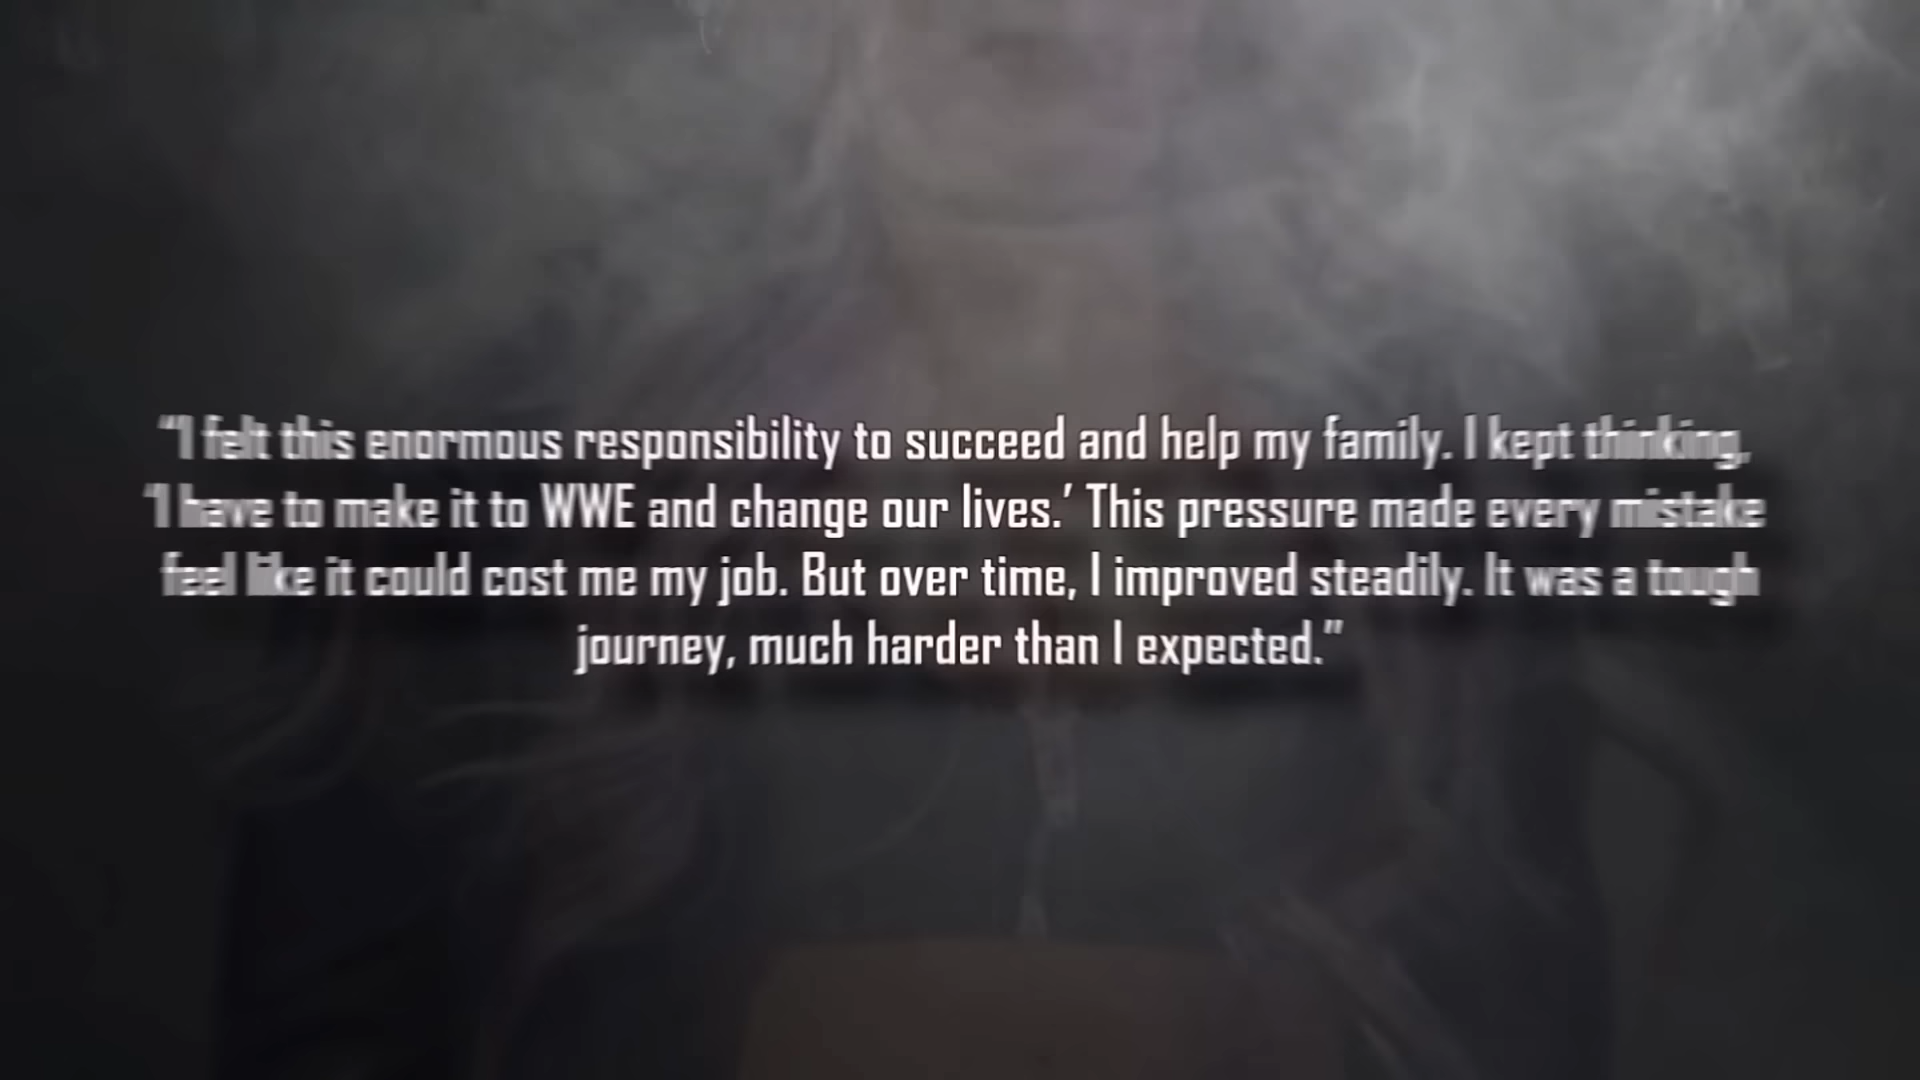 “I felt this enormous responsibility to succeed and help my family. I kept thinking,
‘I have to make it to WWE and change our lives.’ This pressure made every mistake
feel like it could cost me my job. But over time, I improved steadily. It was a tough
journey, much harder than I expected.”